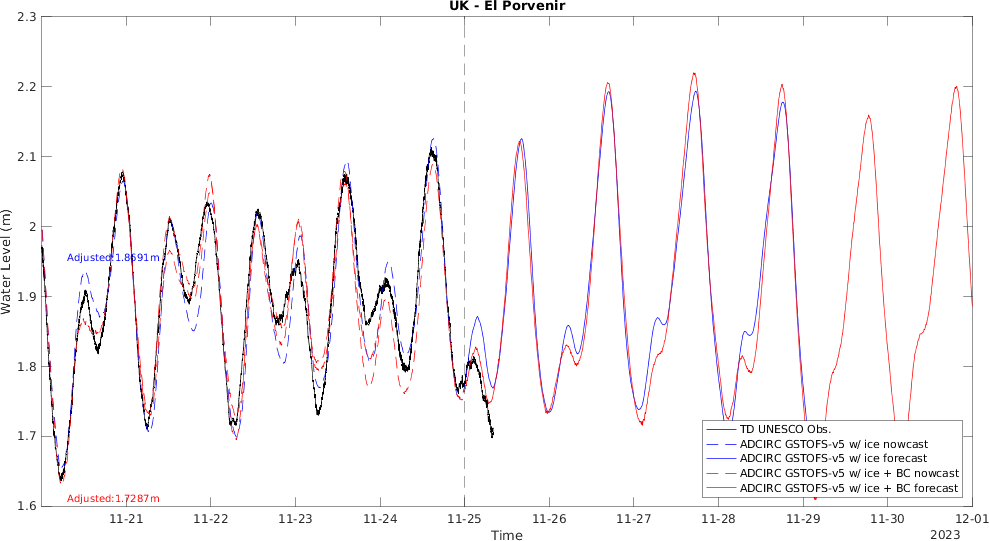 UK - El Porvenir
2.3
2.2
2.1
2
1.9
1.8
1.7
1.6
Water Level (m)
Adjusted:1.8691m
Adjusted:1.7287m
TD UNESCO Obs.
ADCIRC GSTOFS-v5 w/ ice nowcast
ADCIRC GSTOFS-v5 w/ ice forecast
ADCIRC GSTOFS-v5 w/ ice + BC nowcast
ADCIRC GSTOFS-v5 w/ ice + BC forecast
11-21 11-22 11-23 11-24 11-25 11-26 11-27 11-28 11-29 11-30 12-01
Time
2023